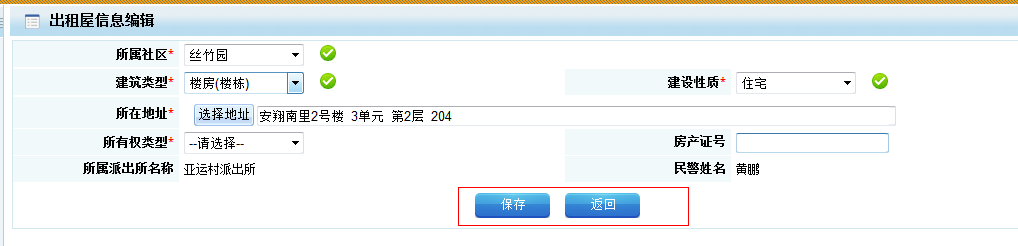 出租屋信息编辑
所属社区* 丝竹园
建筑类型* 楼房(楼栋) 建设性质* 住宅
所在地址* 选择地址 安翔南里2号楼 3单元 第2层 204
所有权类型* --请选择-- 房产证号
所属派出所名称 亚运村派出所 民警姓名 黄鹏
保存 返回